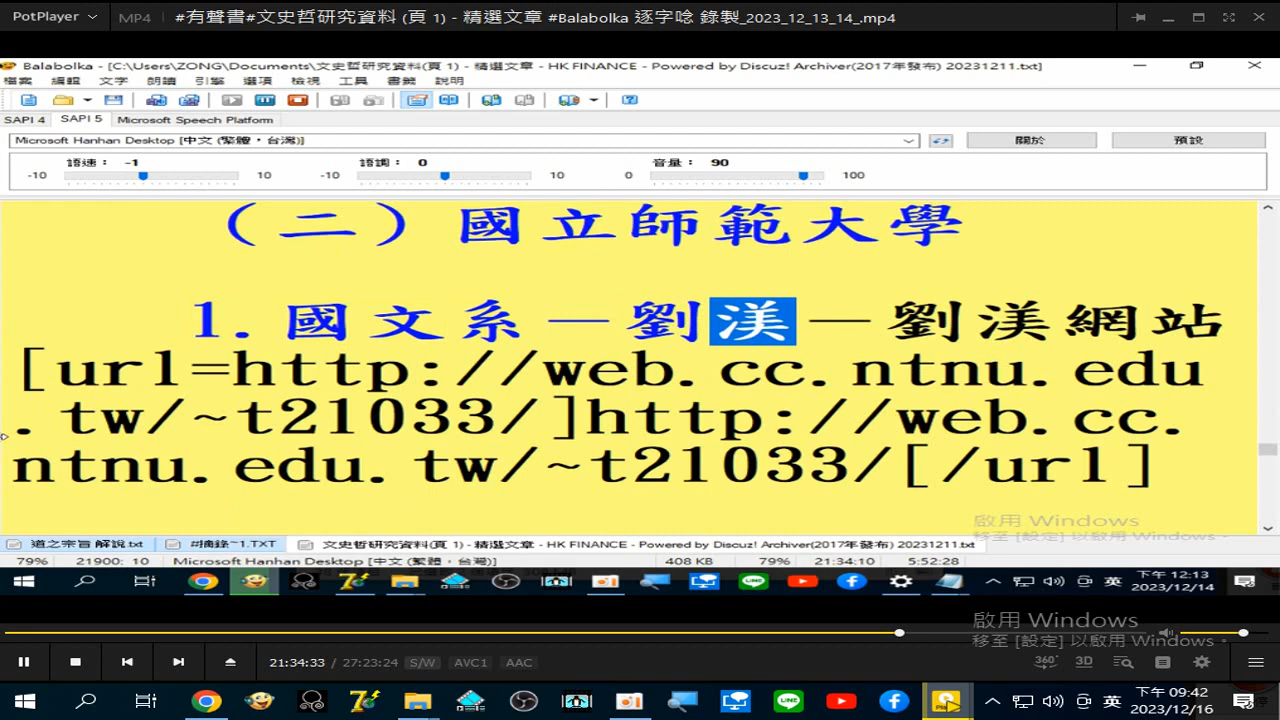 PotPlayer MP4 #有聲書#文史哲研究資料 (頁 1) - 精選文章 #Balabolka 逐字唸 錄製_2023_12_13_14_.mp4
Balabolka - [C:\Users\ZONG\Documents\文史哲研究資料(頁 1) - 精選文章 - HK FINANCE - Powered by Discuz! Archiver(2017年發布) 20231211.txt]
檔案 編輯 文字 朗讀 引擎 選項 檢視 工具 書籤 說明
SAPI 4 SAPI 5 Microsoft Speech Platform
Microsoft Hanhan Desktop [中文 (繁體，台灣)] 關於 預設
語速： -1 語調： 0 音量： 90
-10 10 -10 10 0 100
（二）國立師範大學
1.國文系—劉渼—劉渼網站
[url=http://web.cc.ntnu.edu
.tw/~t21033/]http://web.cc.
ntnu.edu.tw/~t21033/[/url]
啟用 Windows
移至 [設定] 以啟用 Windows。
道之宗旨 解說.txt #摘錄~1.TXT 文史哲研究資料(頁 1) - 精選文章 - HK FINANCE - Powered by Discuz! Archiver(2017年發布) 20231211.txt
79% 21900: 10 Microsoft Hanhan Desktop [中文 (繁體，台灣)] 408 KB 79% 21:34:10 5:52:28
英 下午 12:13
2023/12/14
啟用 Windows
移至 [設定] 以啟用 Windows。
21:34:33 / 27:23:24 S/W AVC1 AAC 360° 3D
英 下午 09:42
2023/12/16